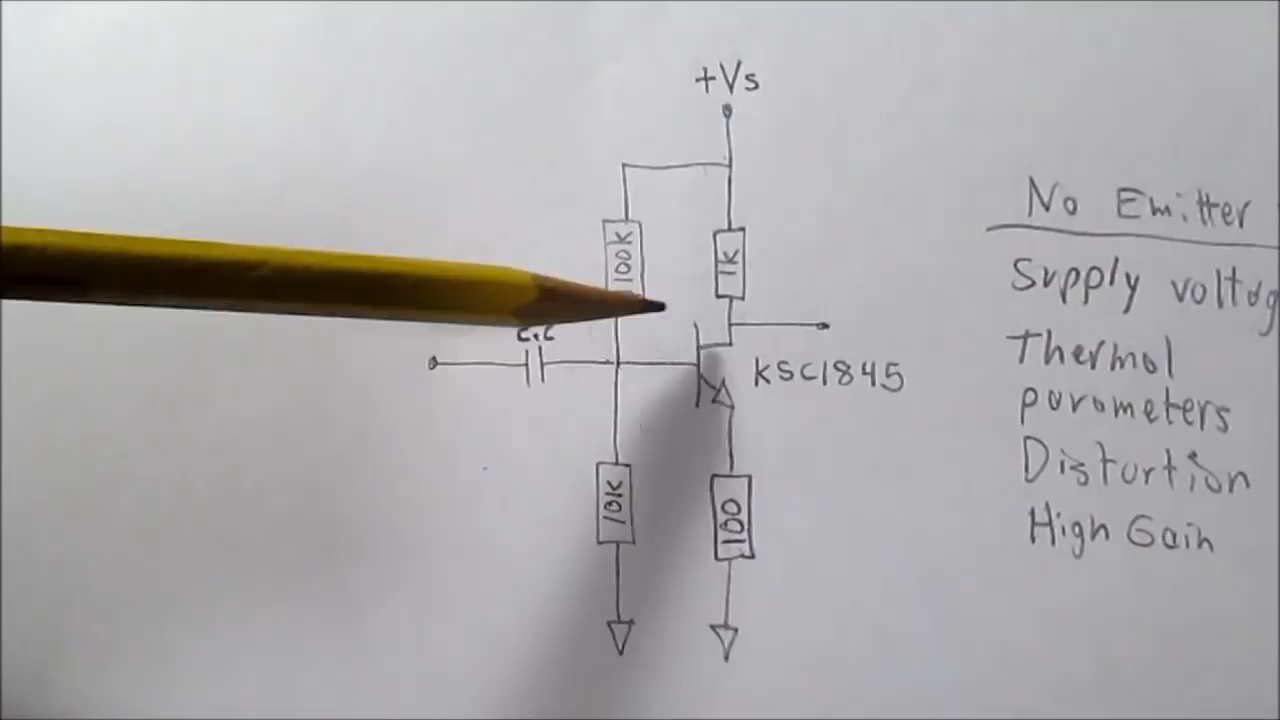 +Vs
100k
1k
C.C
KSC1845
10k
100
No Emitter
Supply voltag
Thermal
parameters
Distortion
High Gain